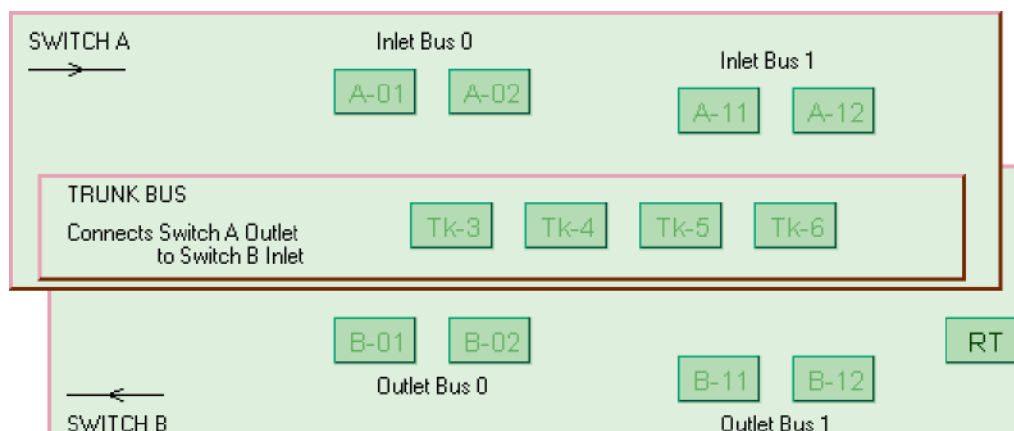 SWITCH A
Inlet Bus 0
Inlet Bus 1
A-01 A-02
A-11 A-12
TRUNK BUS
Connects Switch A Outlet
to Switch B Inlet
Tk-3 Tk-4 Tk-5 Tk-6
B-01 B-02
RT
Outlet Bus 0
B-11 B-12
SWITCH B
Outlet Bus 1